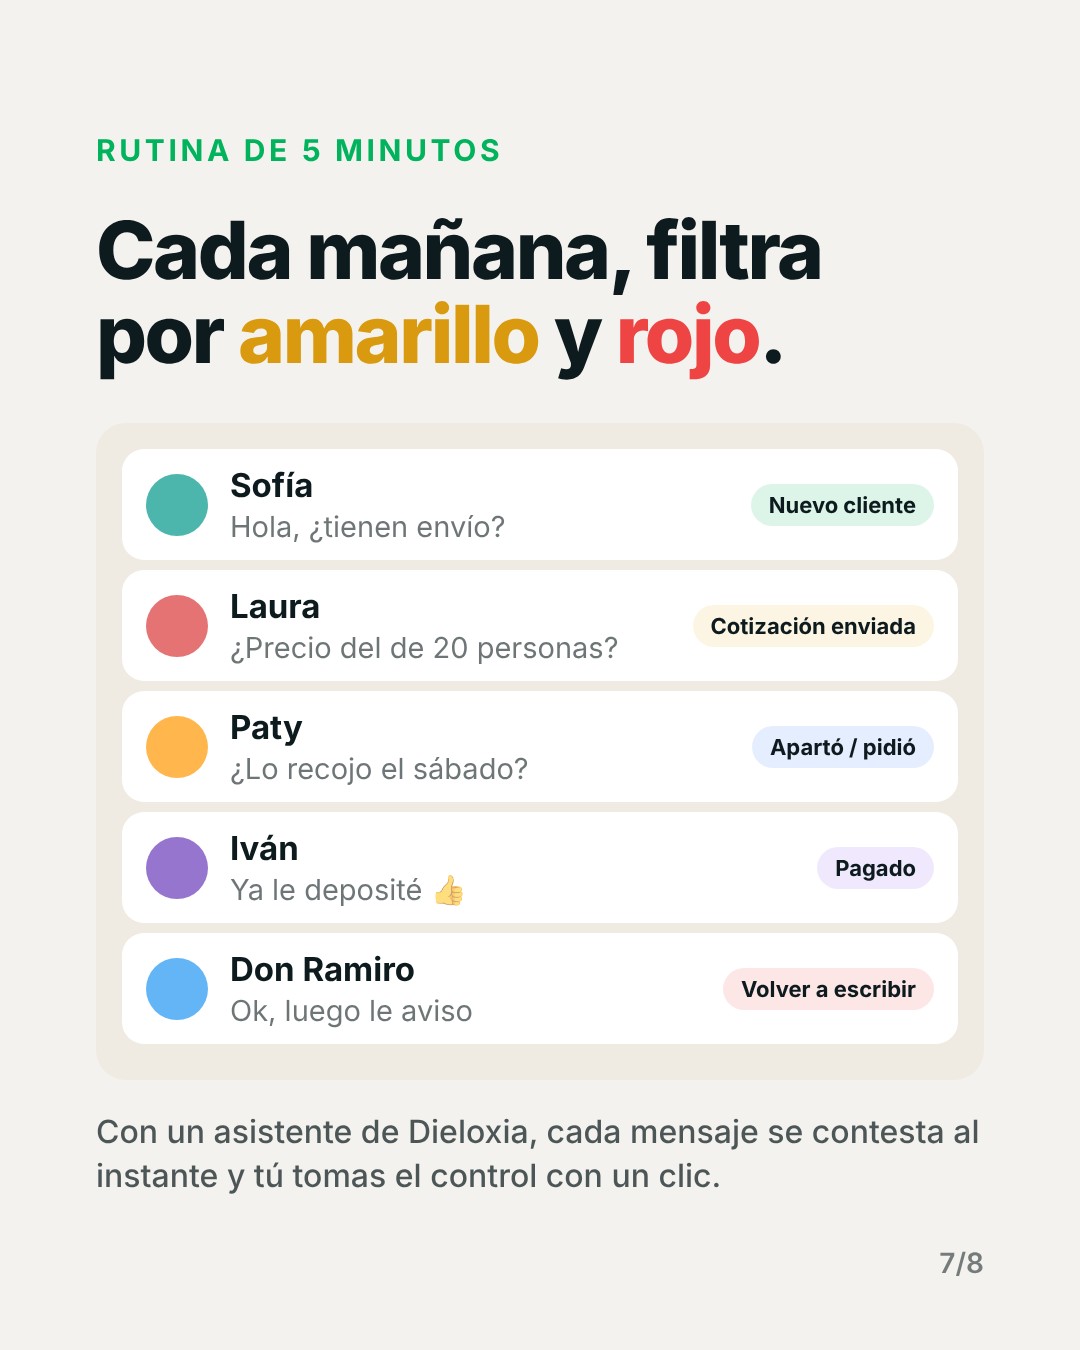 RUTINA DE 5 MINUTOS
Cada mañana, filtra
por amarillo y rojo.
Sofía
Hola, ¿tienen envío?
Nuevo cliente
Laura
¿Precio del de 20 personas?
Cotización enviada
Paty
¿Lo recojo el sábado?
Apartó / pidió
Iván
Ya le deposité 👍
Pagado
Don Ramiro
Ok, luego le aviso
Volver a escribir
Con un asistente de Dieloxia, cada mensaje se contesta al
instante y tú tomas el control con un clic.
7/8